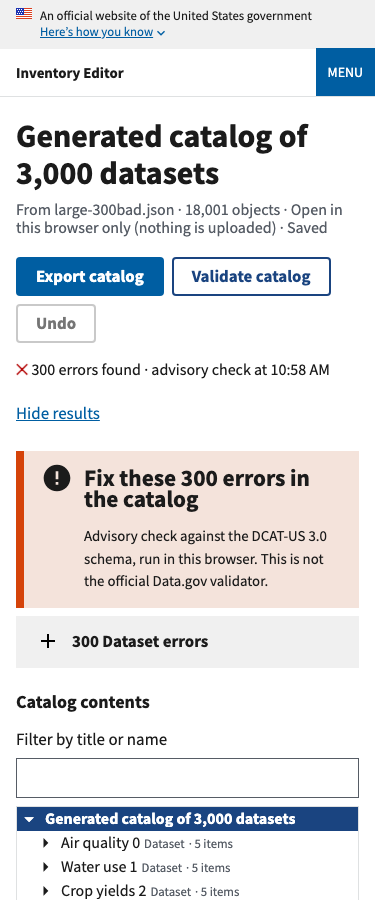 An official website of the United States government
Here's how you know
Inventory Editor
MENU
Generated catalog of
3,000 datasets
From large-300bad.json · 18,001 objects · Open in
this browser only (nothing is uploaded) · Saved
Export catalog
Validate catalog
Undo
300 errors found · advisory check at 10:58 AM
Hide results
Fix these 300 errors in
the catalog
Advisory check against the DCAT-US 3.0
schema, run in this browser. This is not
the official Data.gov validator.
300 Dataset errors
Catalog contents
Filter by title or name
Generated catalog of 3,000 datasets
Air quality 0 Dataset · 5 items
Water use 1 Dataset · 5 items
Crop yields 2 Dataset · 5 items